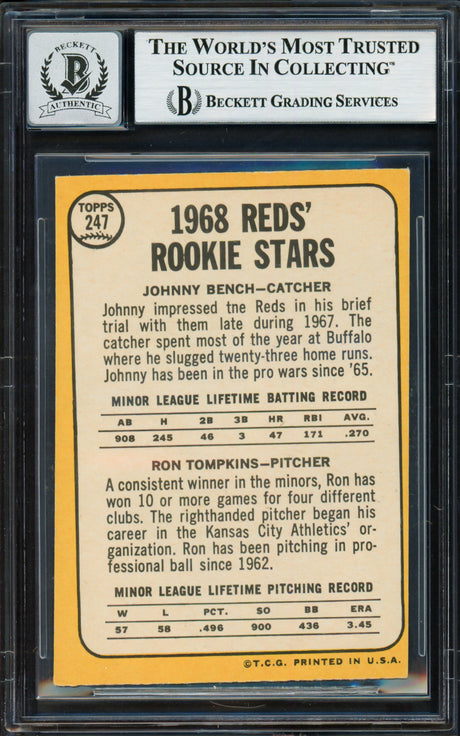 BECKETT
B
AUTHENTIC
THE WORLD'S MOST TRUSTED
SOURCE IN COLLECTING™
B BECKETT GRADING SERVICES
TOPPS
247
1968 REDS'
ROOKIE STARS
JOHNNY BENCH—CATCHER
Johnny impressed tne Reds in his brief
trial with them late during 1967. The
catcher spent most of the year at Buffalo
where he slugged twenty-three home runs.
Johnny has been in the pro wars since '65.
MINOR LEAGUE LIFETIME BATTING RECORD
AB H 2B 3B HR RBI AVG.
908 245 46 3 47 171 .270
RON TOMPKINS—PITCHER
A consistent winner in the minors, Ron has
won 10 or more games for four different
clubs. The righthanded pitcher began his
career in the Kansas City Athletics' or-
ganization. Ron has been pitching in pro-
fessional ball since 1962.
MINOR LEAGUE LIFETIME PITCHING RECORD
W L PCT. SO BB ERA
57 58 .496 900 436 3.45
©T.C.G. PRINTED IN U.S.A.